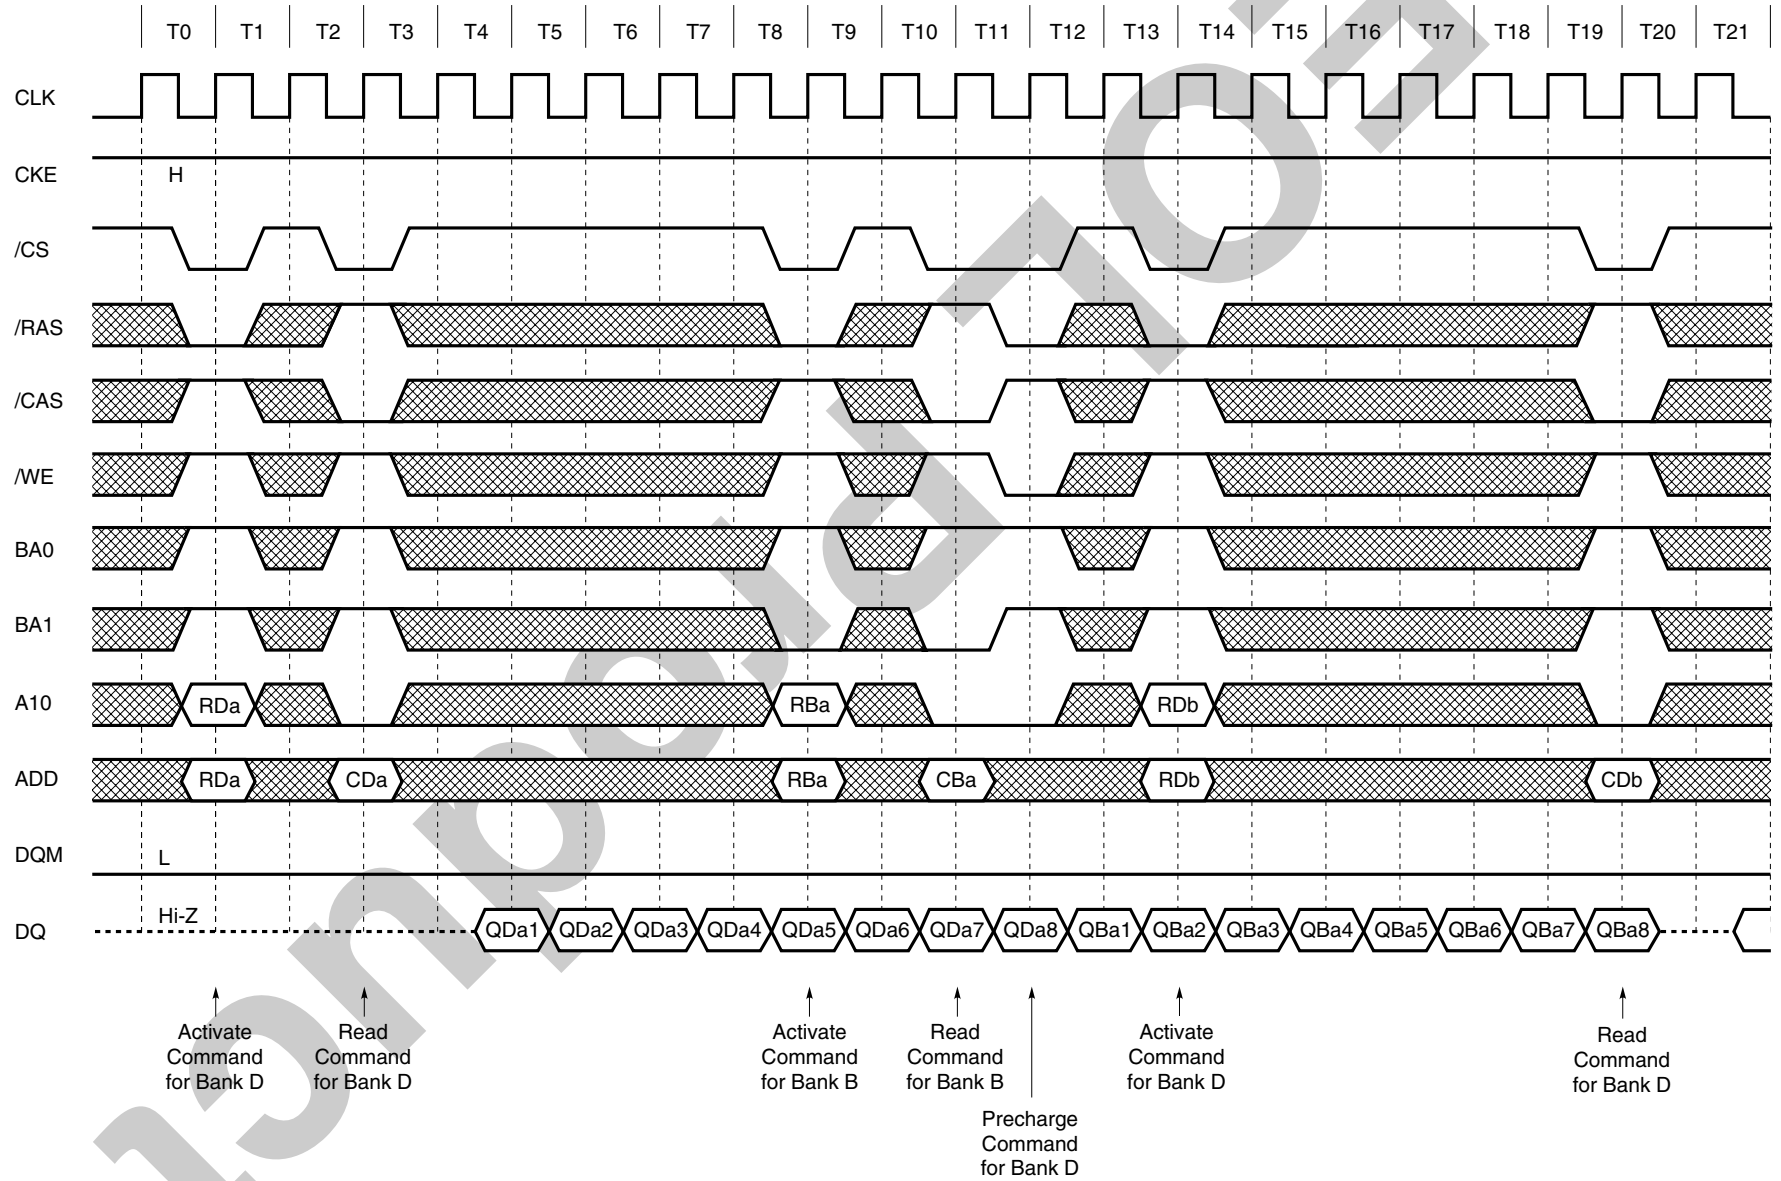 T0 T1 T2 T3 T4 T5 T6 T7 T8 T9 T10 T11 T12 T13 T14 T15 T16 T17 T18 T19 T20 T21
CLK
CKE H
/CS
/RAS
/CAS
/WE
BA0
BA1
A10 RDa RBa RDb
ADD RDa CDa RBa CBa RDb CDb
DQM L
DQ Hi-Z QDa1 QDa2 QDa3 QDa4 QDa5 QDa6 QDa7 QDa8 QBa1 QBa2 QBa3 QBa4 QBa5 QBa6 QBa7 QBa8
Activate
Command
for Bank D
Read
Command
for Bank D
Activate
Command
for Bank B
Read
Command
for Bank B
Precharge
Command
for Bank D
Activate
Command
for Bank D
Read
Command
for Bank D
EOL Product